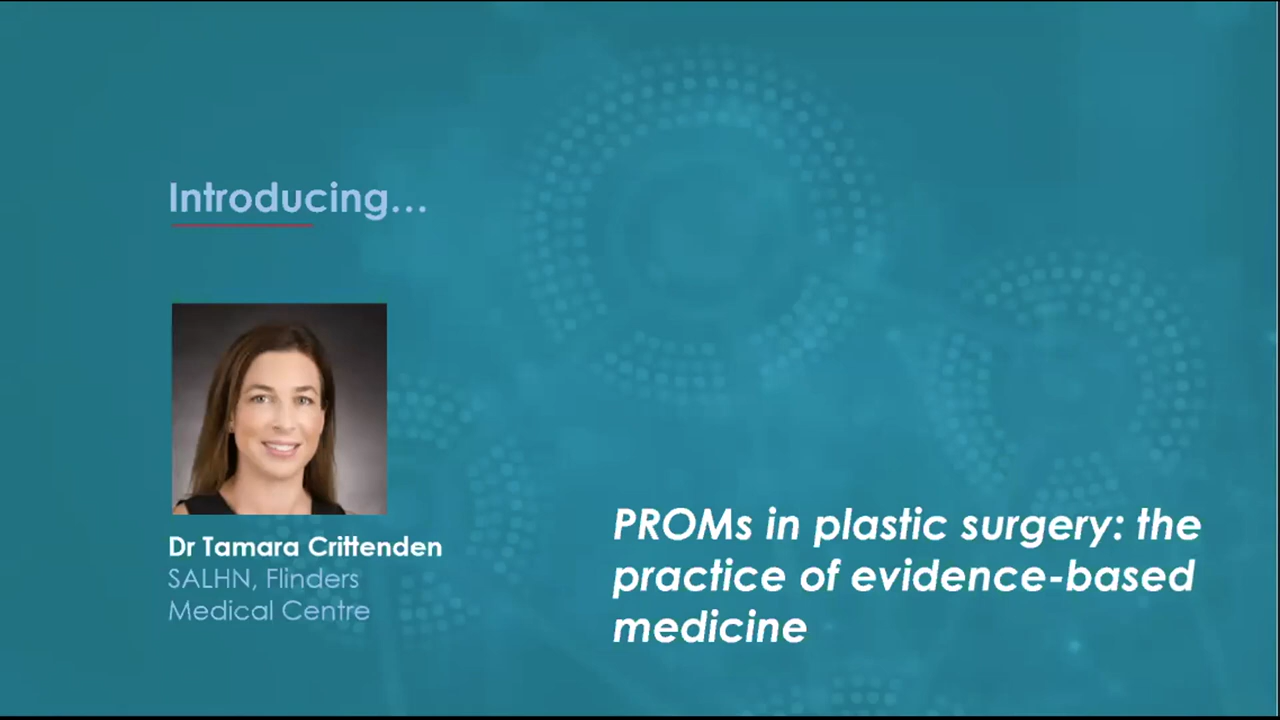 Introducing...
Dr Tamara Crittenden
SALHN, Flinders
Medical Centre
PROMs in plastic surgery: the
practice of evidence-based
medicine